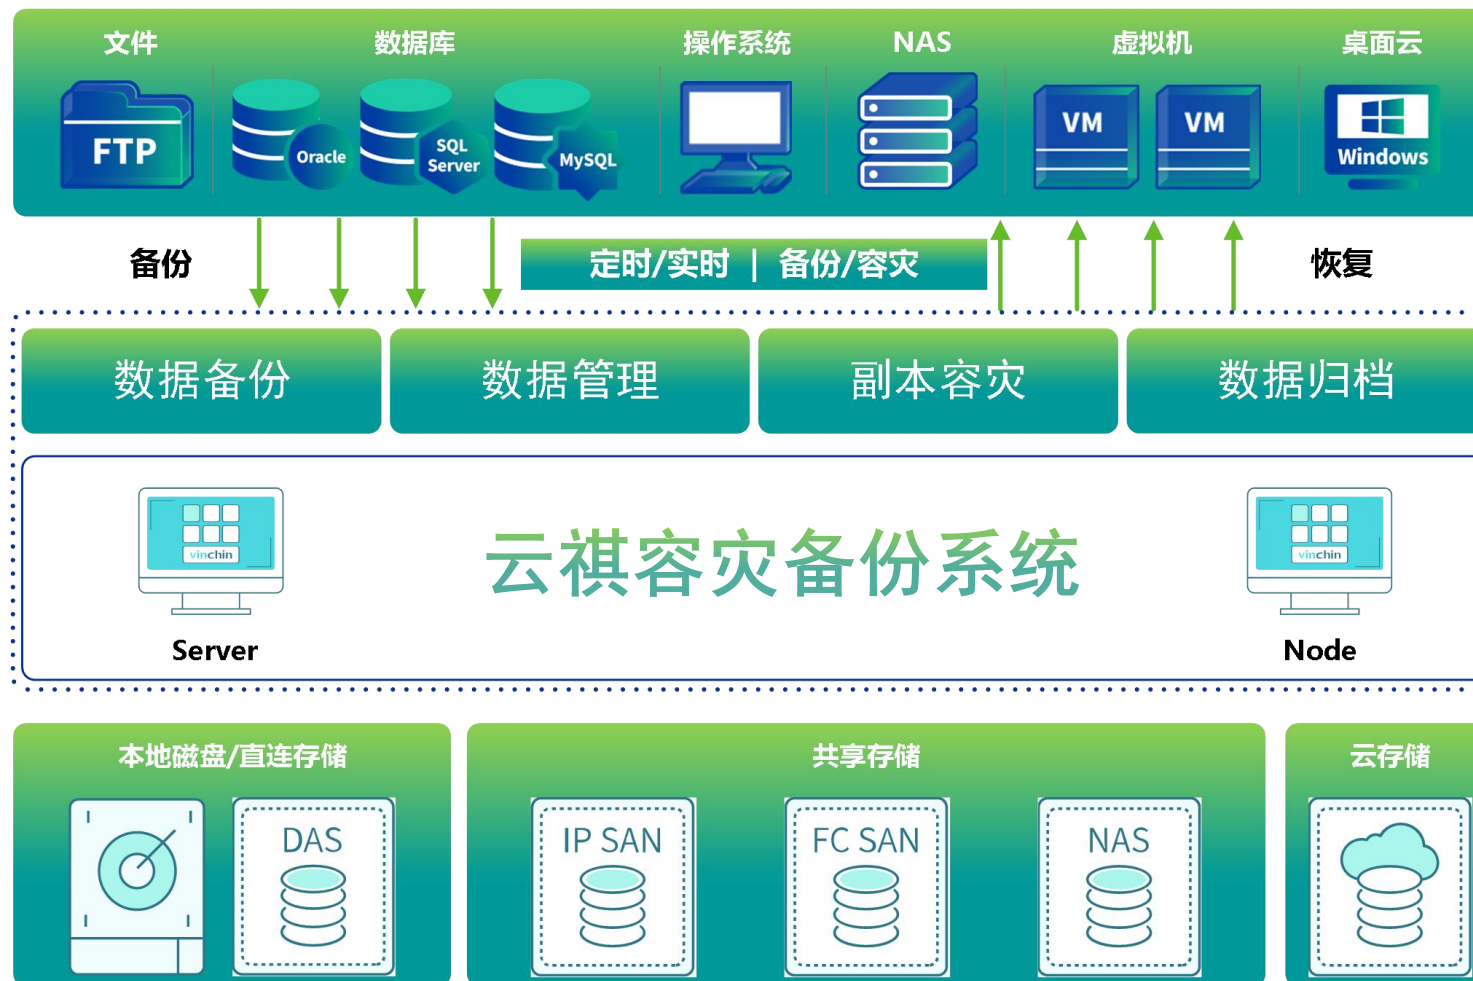 文件
数据库
操作系统
NAS
虚拟机
桌面云
FTP
Oracle
SQL
Server
MySQL
VM
VM
Windows
备份
定时/实时 | 备份/容灾
恢复
数据备份
数据管理
副本容灾
数据归档
vinchin
Server
云祺容灾备份系统
vinchin
Node
本地磁盘/直连存储
共享存储
云存储
DAS
IP SAN
FC SAN
NAS